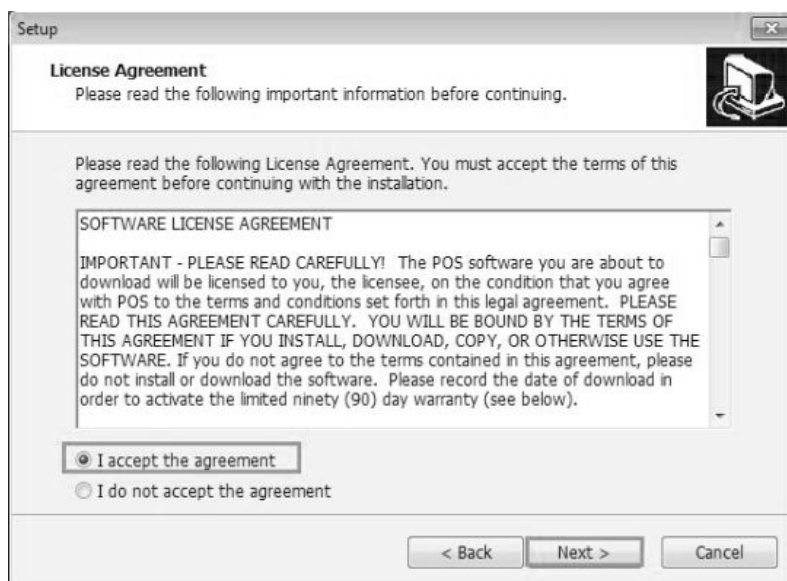 Setup
License Agreement
Please read the following important information before continuing.
Please read the following License Agreement. You must accept the terms of this
agreement before continuing with the installation.
SOFTWARE LICENSE AGREEMENT
IMPORTANT - PLEASE READ CAREFULLY!  The POS software you are about to
download will be licensed to you, the licensee, on the condition that you agree
with POS to the terms and conditions set forth in this legal agreement.  PLEASE
READ THIS AGREEMENT CAREFULLY.  YOU WILL BE BOUND BY THE TERMS OF
THIS AGREEMENT IF YOU INSTALL, DOWNLOAD, COPY, OR OTHERWISE USE THE
SOFTWARE. If you do not agree to the terms contained in this agreement, please
do not install or download the software.  Please record the date of download in
order to activate the limited ninety (90) day warranty (see below).
I accept the agreement
I do not accept the agreement
< Back Next > Cancel